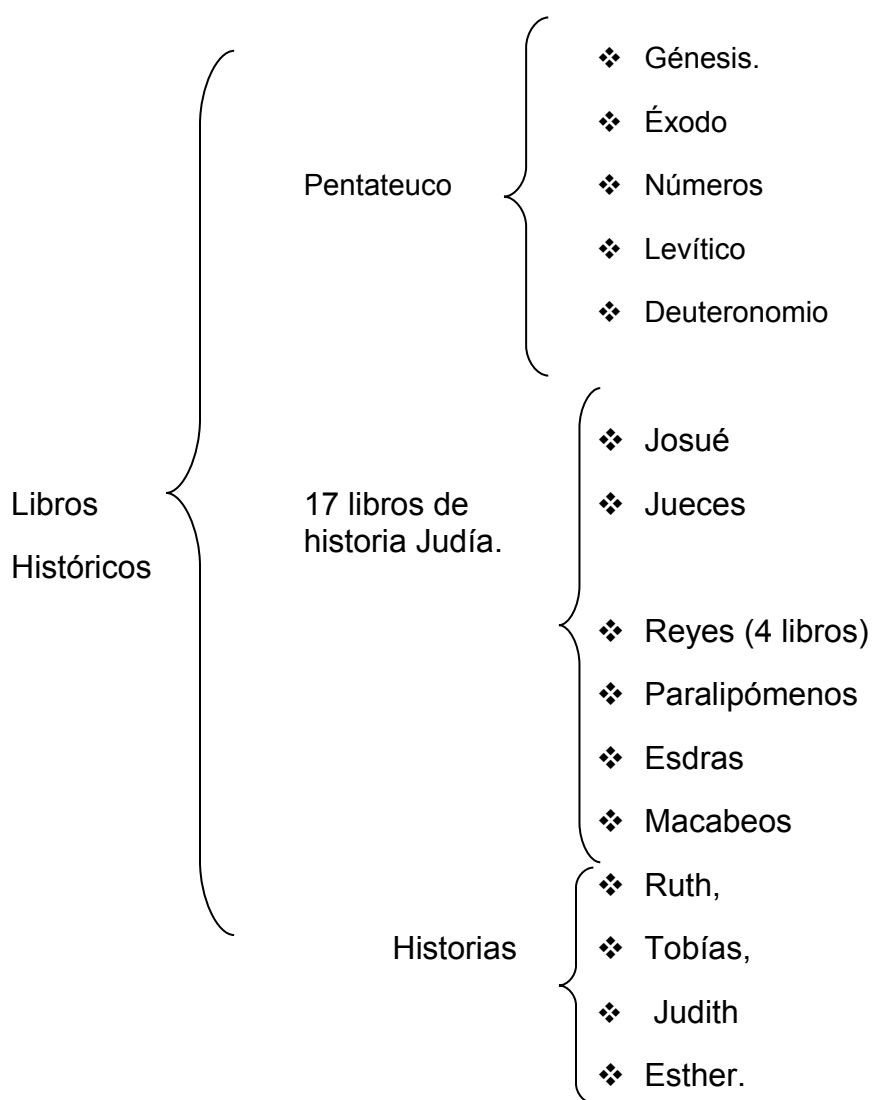 Libros
Históricos
Pentateuco
❖ Génesis.
❖ Éxodo
❖ Números
❖ Levítico
❖ Deuteronomio
17 libros de
historia Judía.
❖ Josué
❖ Jueces
❖ Reyes (4 libros)
❖ Paralipómenos
❖ Esdras
❖ Macabeos
Historias
❖ Ruth,
❖ Tobías,
❖ Judith
❖ Esther.